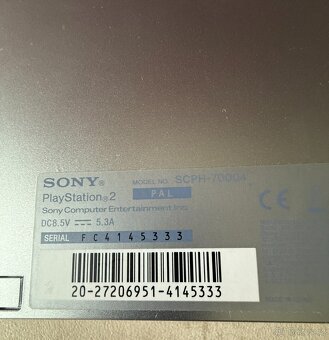 SONY®
MODEL NO. SCPH-70004
PlayStation®2
PAL
Sony Computer Entertainment Inc.
DC8.5V 5.3A
CE
SERIAL FC4145333
20-27206951-4145333